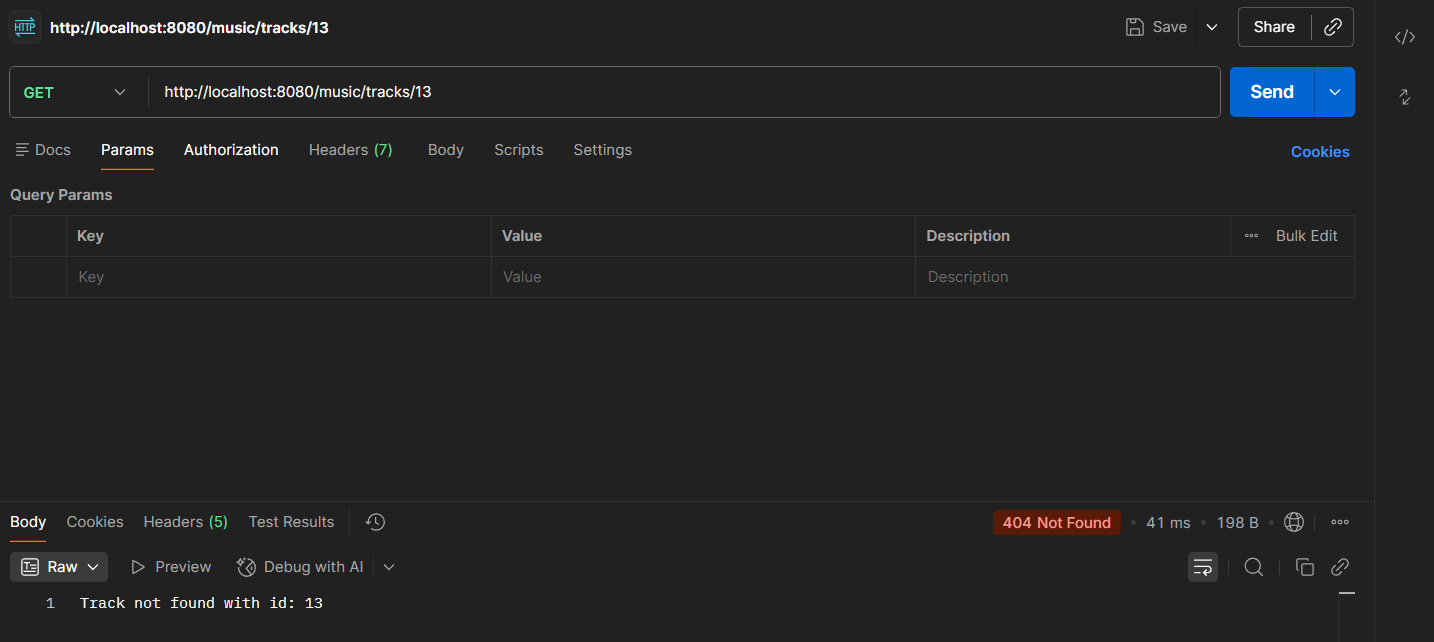 HTTP http://localhost:8080/music/tracks/13 Save Share
GET http://localhost:8080/music/tracks/13 Send
Docs Params Authorization Headers (7) Body Scripts Settings Cookies
Query Params
Key Value Description Bulk Edit
Key Value Description
Body Cookies Headers (5) Test Results 404 Not Found • 41 ms • 198 B •
Raw Preview Debug with AI
1 Track not found with id: 13